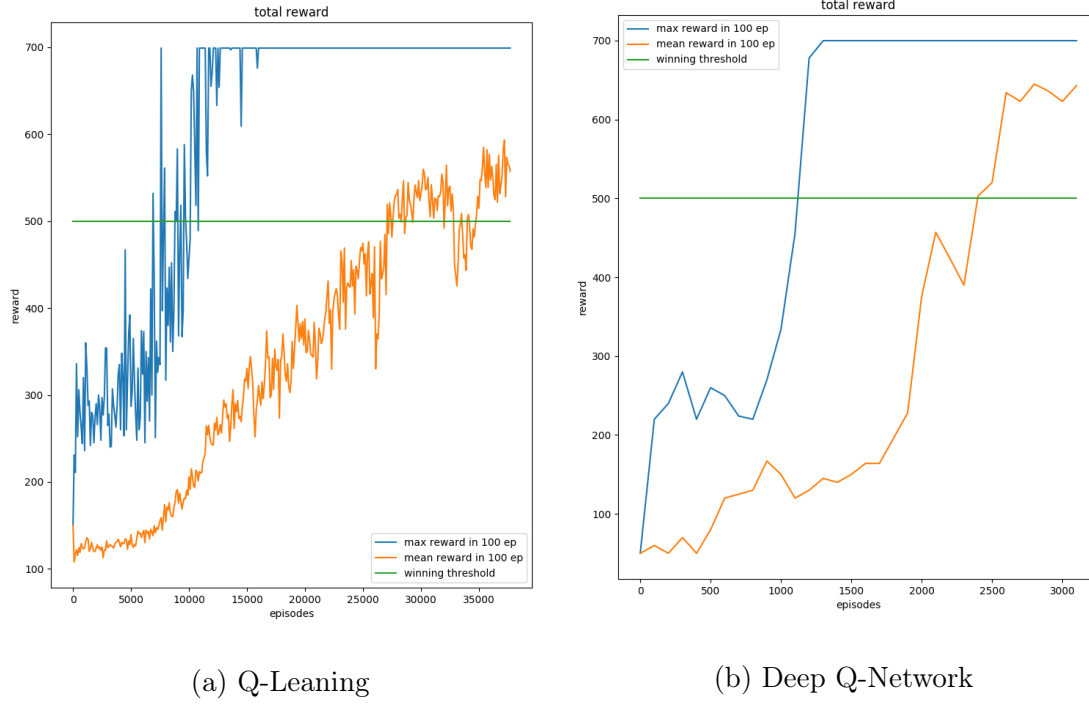 total reward
700
600
500
400
300
200
100
reward
0
5000
10000
15000
20000
25000
30000
35000
episodes
max reward in 100 ep
mean reward in 100 ep
winning threshold
(a) Q-Leaning
total reward
max reward in 100 ep
mean reward in 100 ep
winning threshold
700
600
500
400
300
200
100
reward
0
500
1000
1500
2000
2500
3000
episodes
(b) Deep Q-Network